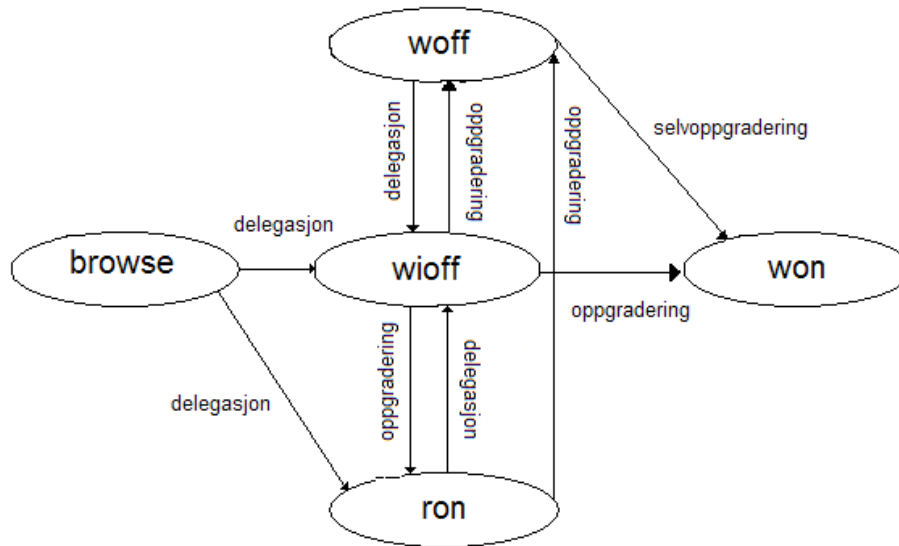 woff
delegasjon
oppgradering
oppgradering
selvoppgradering
delegasjon
browse
wioff
won
oppgradering
delegasjon
oppgradering
delegasjon
ron